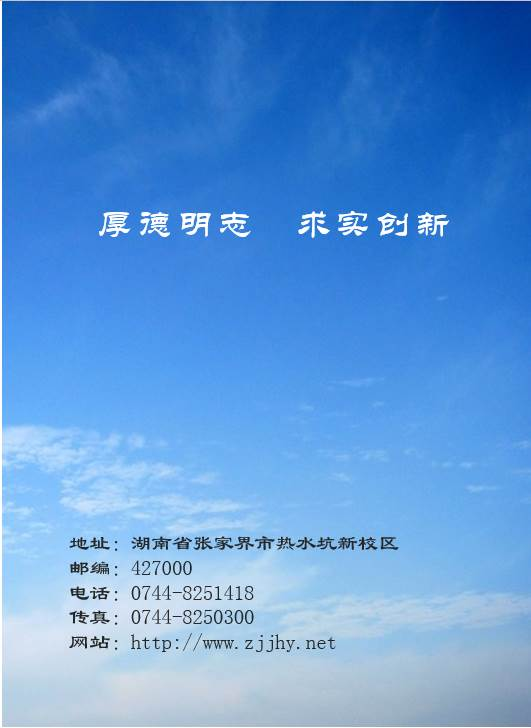 厚德明志　求实创新
地址：湖南省张家界市热水坑新校区
邮编：427000
电话：0744-8251418
传真：0744-8250300
网站：http://www.zjjhy.net